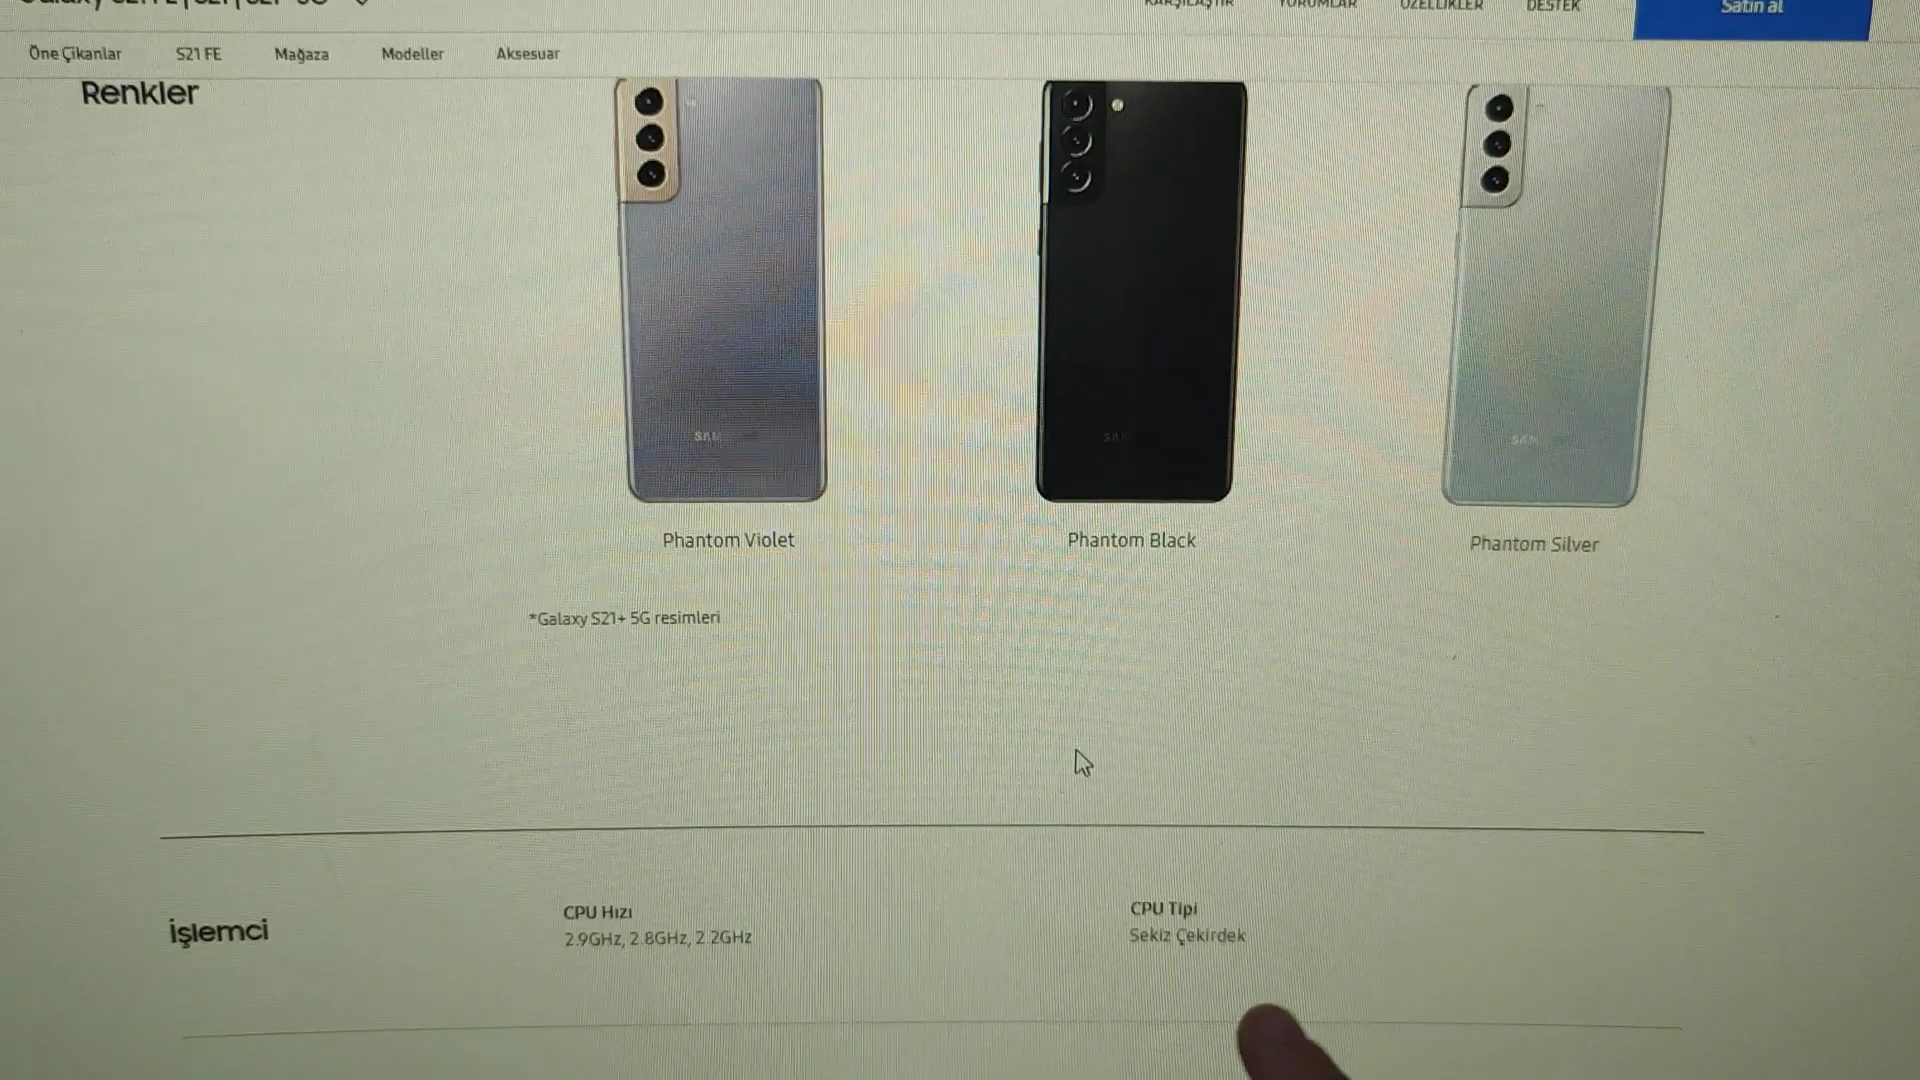 KARŞILAŞTIR YORUMLAR ÖZELLİKLER DESTEK Satın al
Öne Çıkanlar S21 FE Mağaza Modeller Aksesuar
Renkler
Phantom Violet Phantom Black Phantom Silver
*Galaxy S21+ 5G resimleri
İşlemci
CPU Hızı
2.9GHz, 2.8GHz, 2.2GHz
CPU Tipi
Sekiz Çekirdek